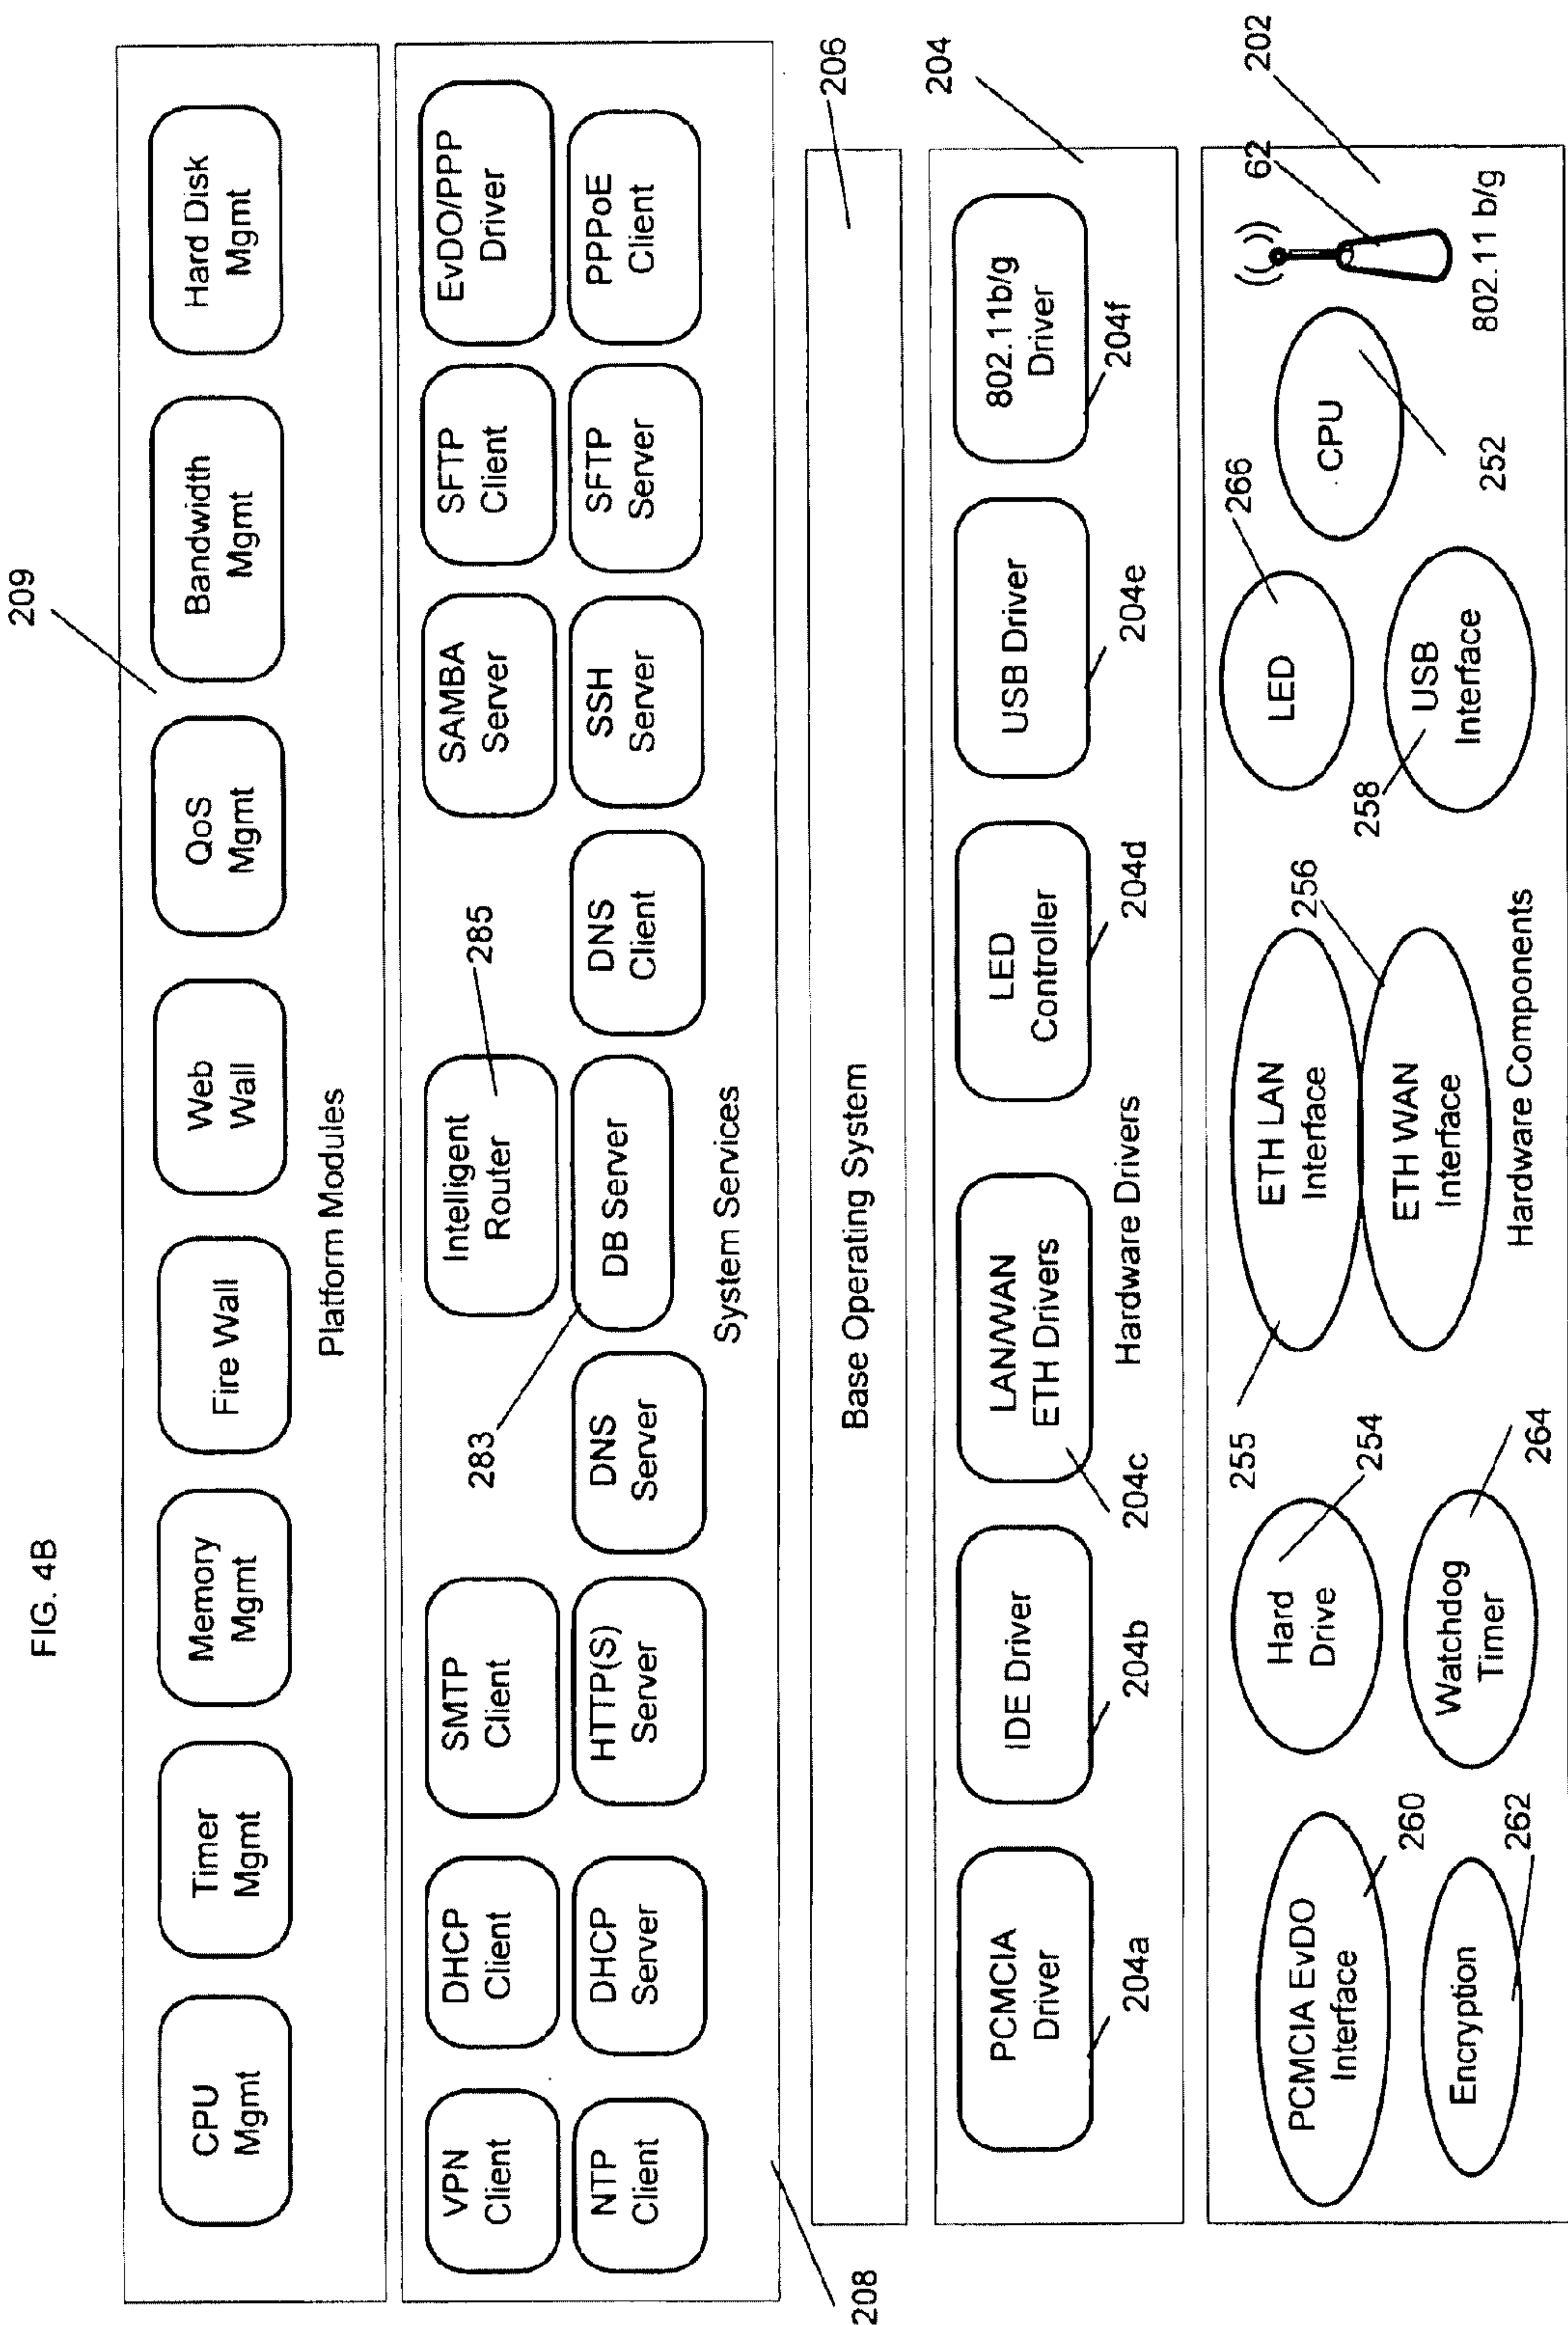 FIG. 4B
209
CPU
Mgmt
Timer
Mgmt
Memory
Mgmt
Fire Wall
Web
Wall
QoS
Mgmt
Bandwidth
Mgmt
Hard Disk
Mgmt
Platform Modules
VPN
Client
DHCP
Client
SMTP
Client
Intelligent
Router
285
SAMBA
Server
SFTP
Client
EvDO/PPP
Driver
283
NTP
Client
DHCP
Server
HTTP(S)
Server
DNS
Server
DB Server
DNS
Client
SSH
Server
SFTP
Server
PPPoE
Client
System Services
208
206
Base Operating System
204
PCMCIA
Driver
IDE Driver
LAN/WAN
ETH Drivers
LED
Controller
USB Driver
802.11b/g
Driver
204a
204b
204c
204d
204e
204f
Hardware Drivers
202
62
255
254
256
266
PCMCIA EvDO
Interface
260
Hard
Drive
ETH LAN
Interface
LED
CPU
258
252
Encryption
262
Watchdog
Timer
264
ETH WAN
Interface
USB
Interface
802.11 b/g
Hardware Components